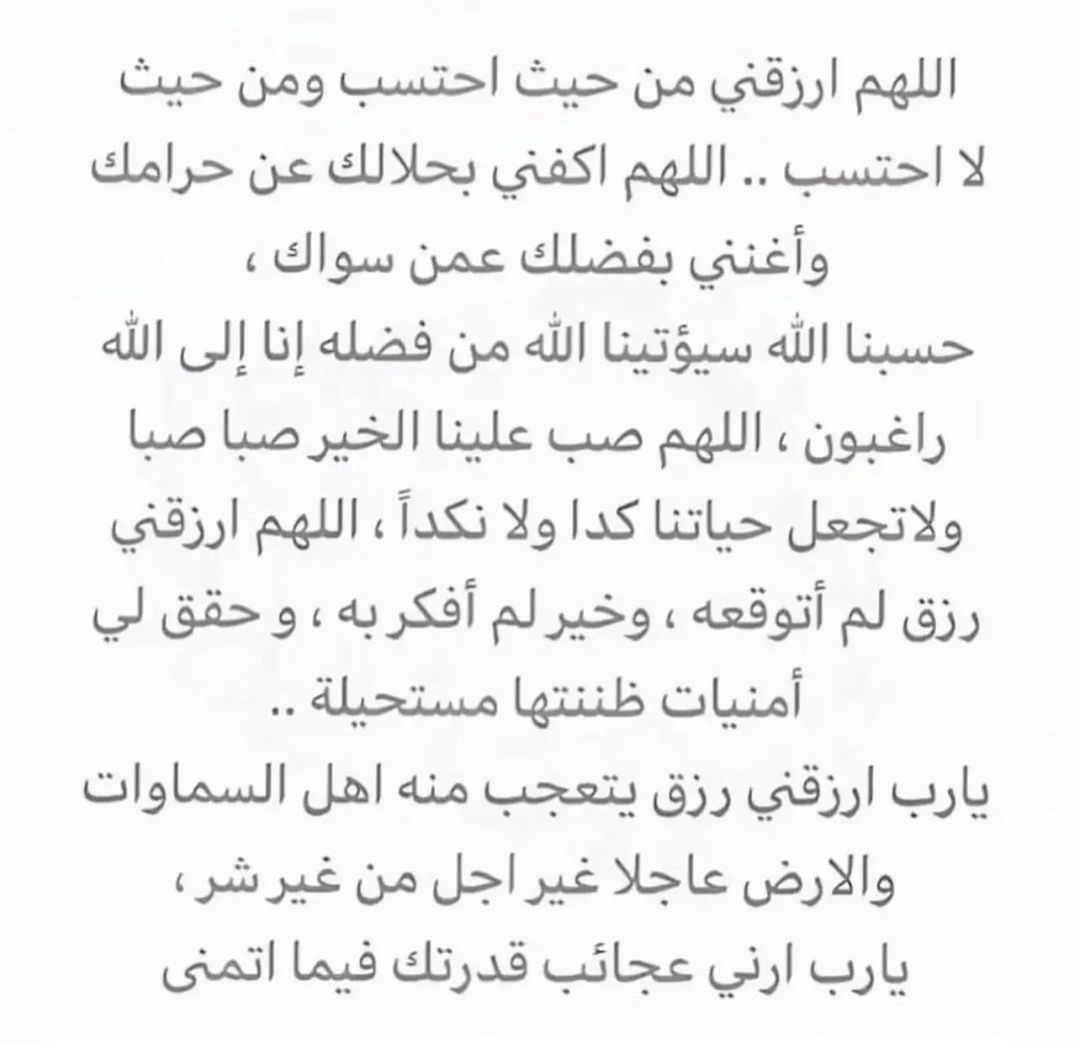 اللهم ارزقني من حيث احتسب ومن حيث
لا احتسب .. اللهم اكفني بحلالك عن حرامك
وأغنني بفضلك عمن سواك ،
حسبنا الله سيؤتينا الله من فضله إنا إلى الله
راغبون ، اللهم صب علينا الخير صبا صبا
ولاتجعل حياتنا كدا ولا نكداً ، اللهم ارزقني
رزق لم أتوقعه ، وخير لم أفكر به ، و حقق لي
أمنيات ظننتها مستحيلة ..
يارب ارزقني رزق يتعجب منه اهل السماوات
والارض عاجلا غير اجل من غير شر ،
يارب ارني عجائب قدرتك فيما اتمنى